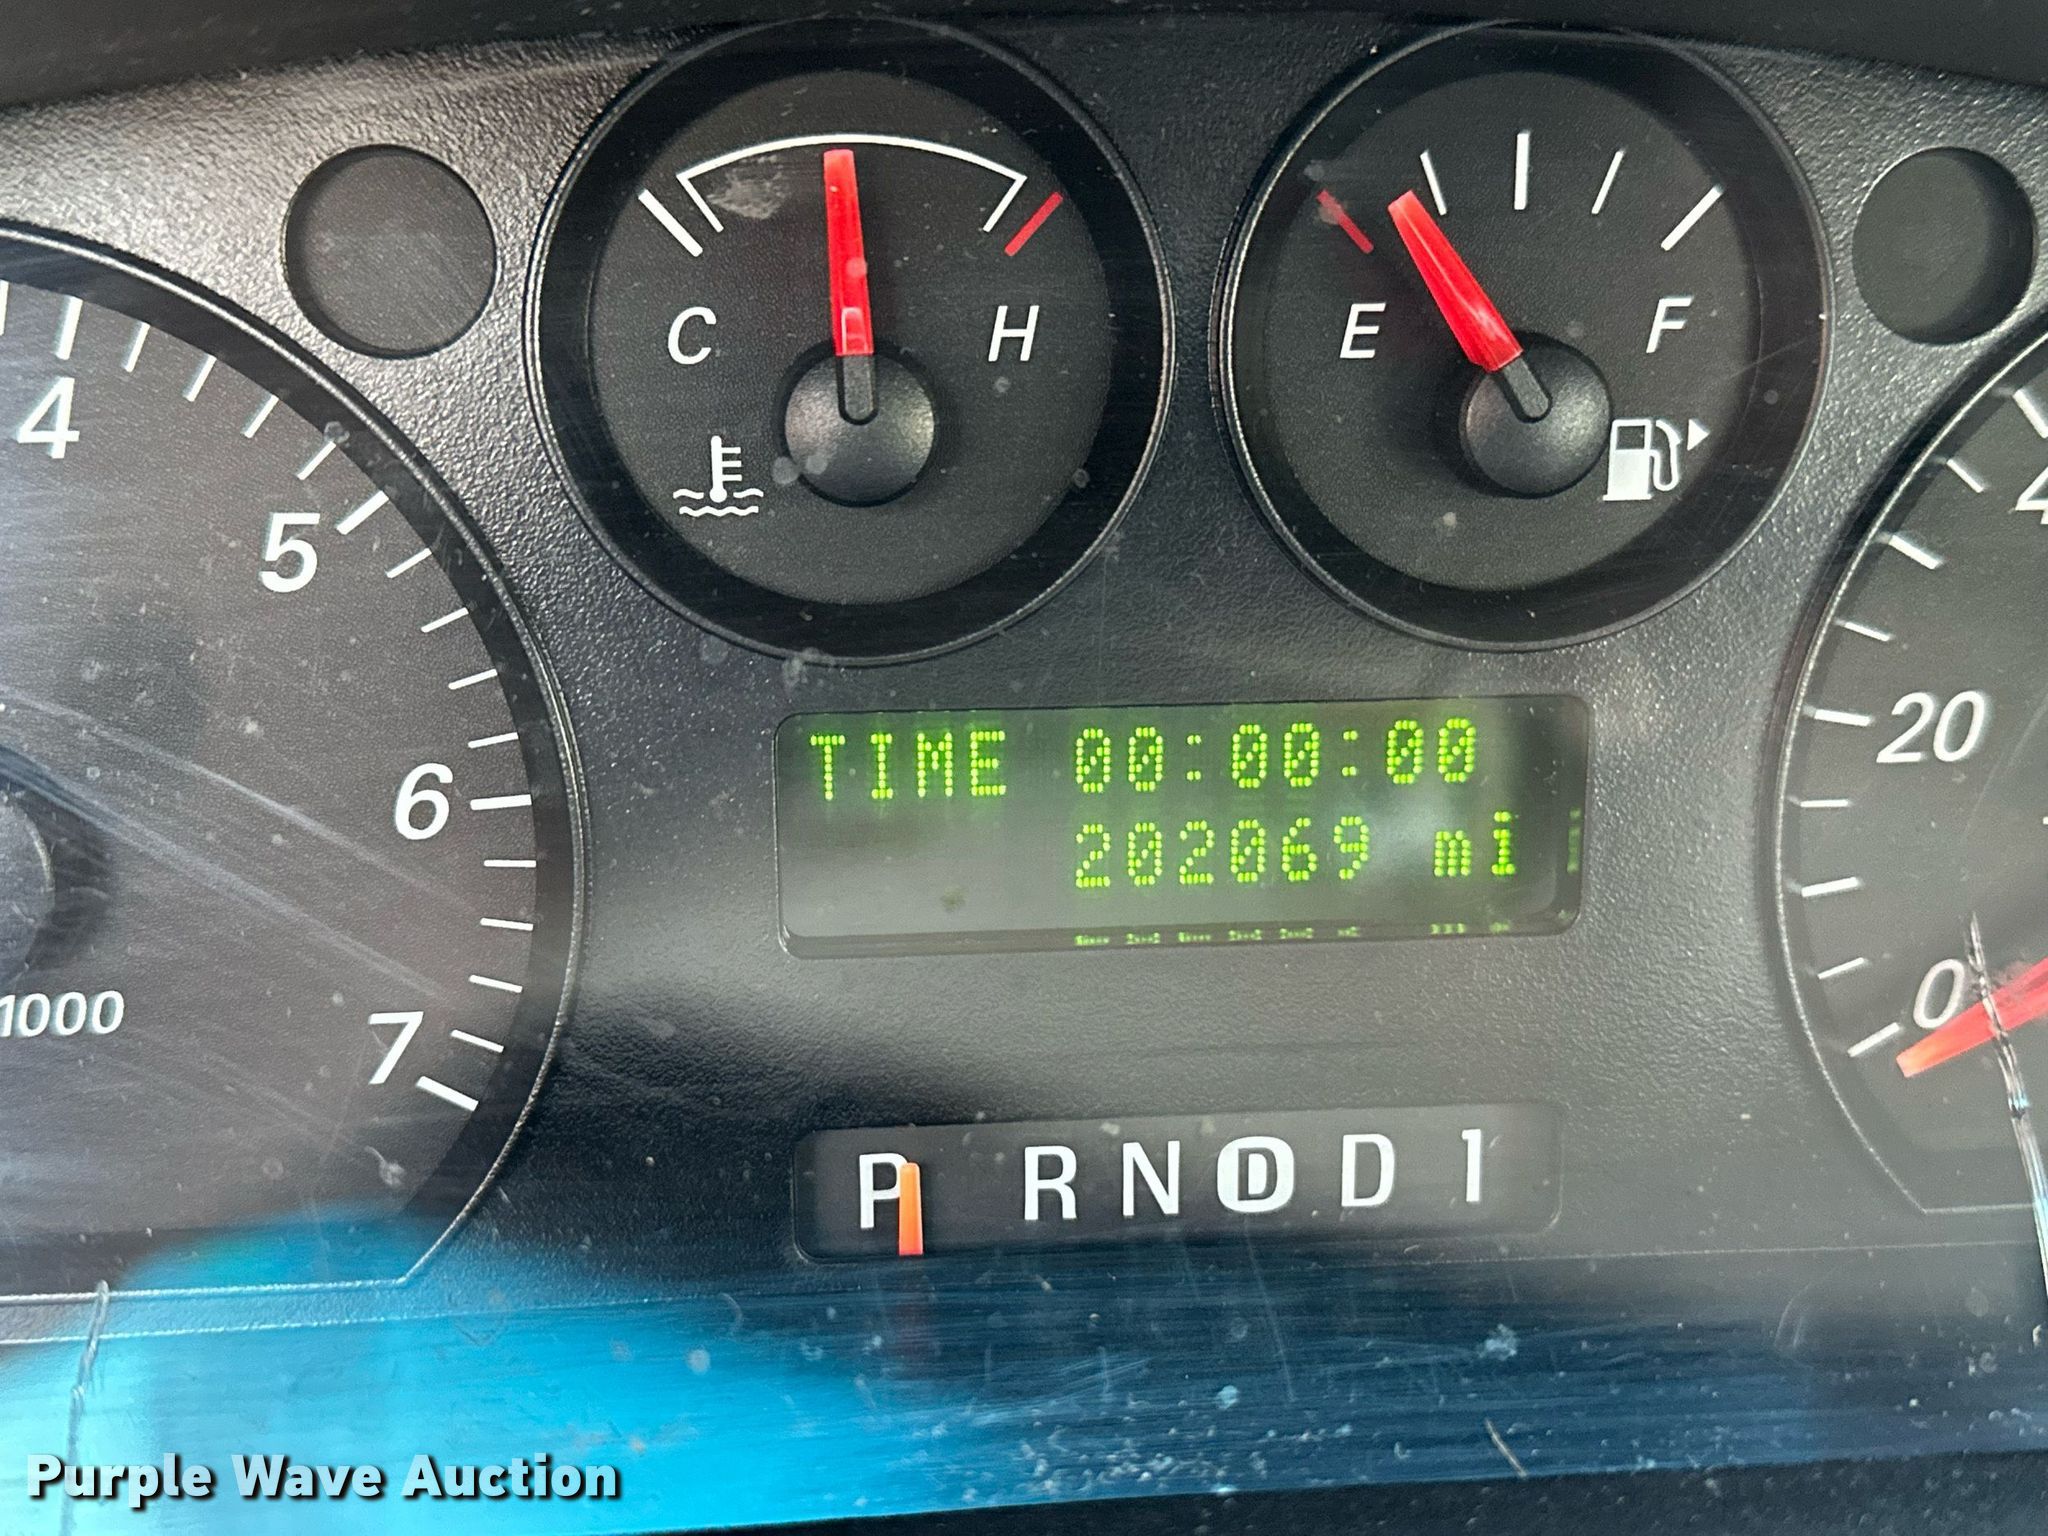 C H
E F
4
5
6
7
1000
TIME 00:00:00
202069 mi
20
0
P R N D D 1
Purple Wave Auction